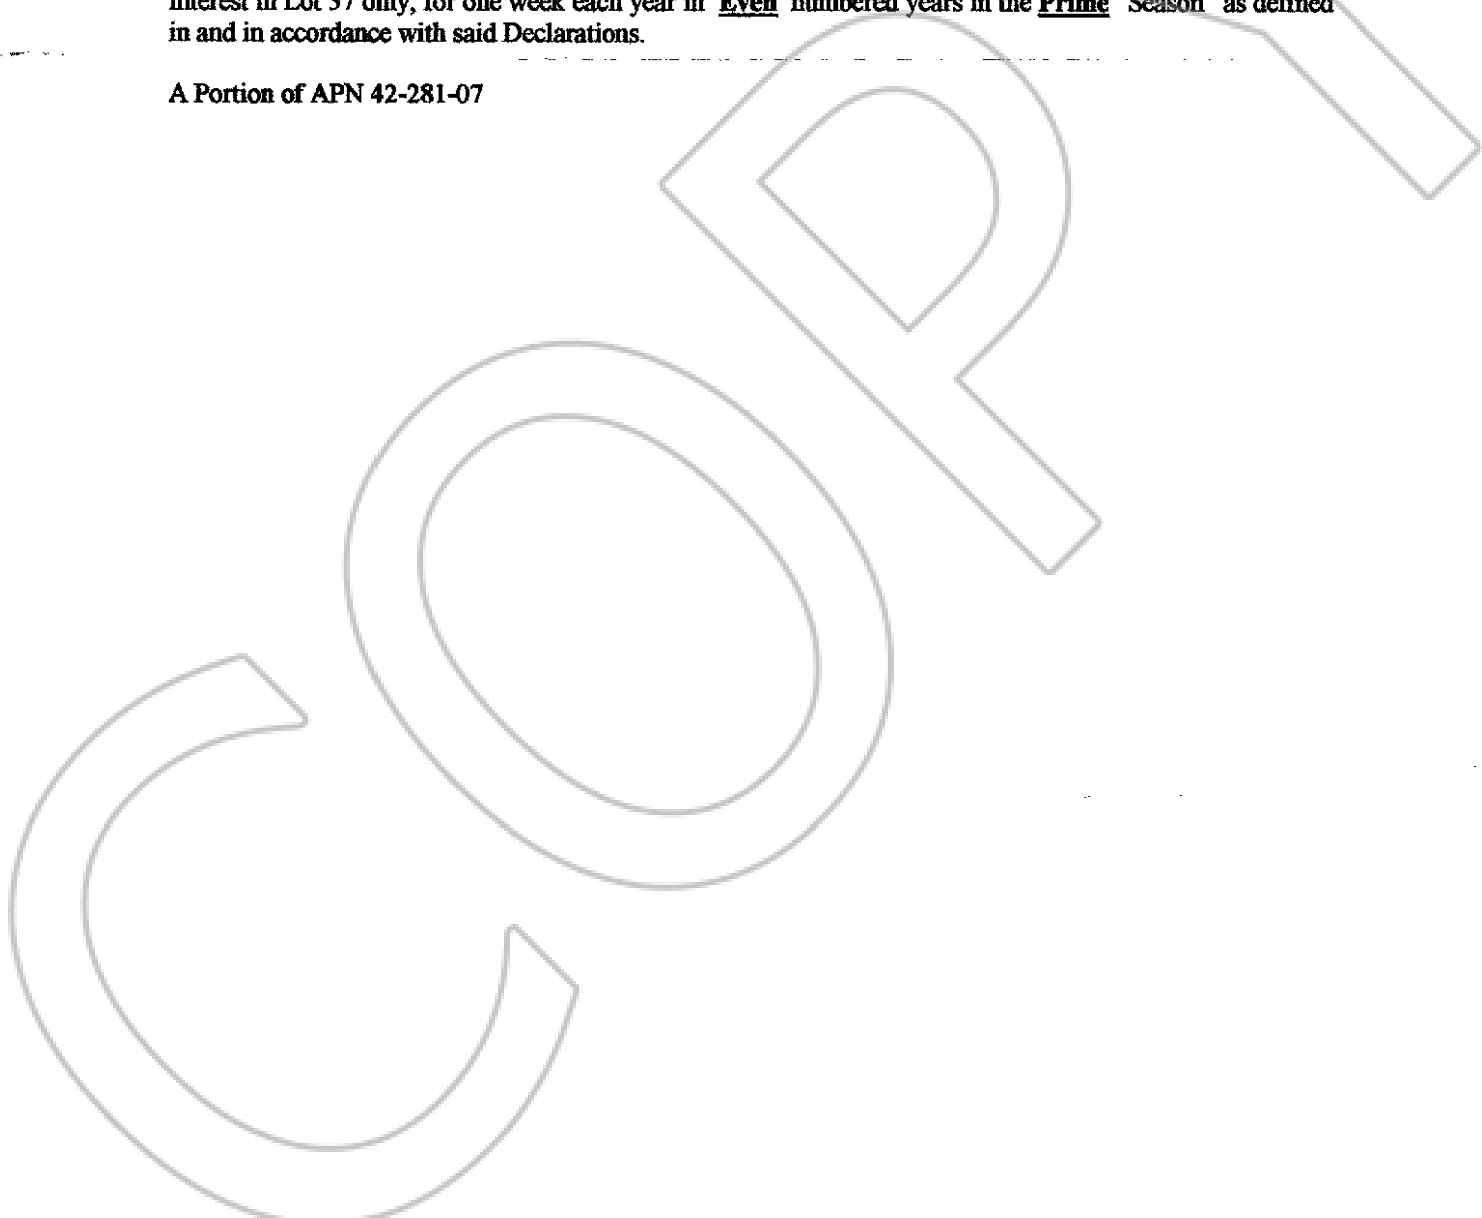 interest in Lot 37 only, for one week each year in Even numbered years in the Prime "Season" as defined
in and in accordance with said Declarations.
A Portion of APN 42-281-07
COPY